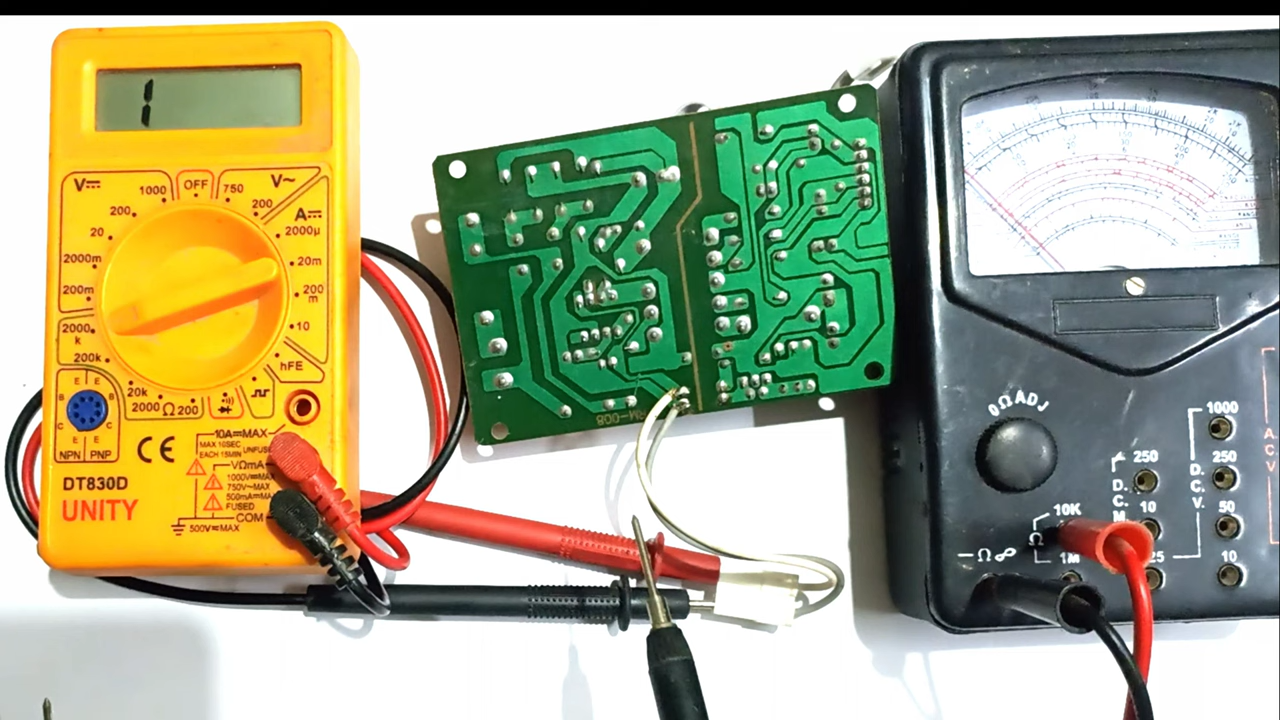 1
V⎓
1000
OFF
750
V~
200
200
A⎓
20
2000µ
2000m
20m
200m
200
m
2000
k
10
200k
hFE
20k
2000
Ω
200
E
E
B
B
C
C
E
E
NPN
PNP
CE
10A⎓MAX
MAX 10SEC
EACH 15MIN
UNFUSED
VΩmA
1000V⎓MAX
750V~MAX
500mA⎓MAX
FUSED
COM
500V⎓MAX
DT830D
UNITY
RM-008
0Ω ADJ
1000
250
250
D.C.M
D.C.V.
10
50
10K
Ω
1M
25
10
–Ω∞
A
C
V